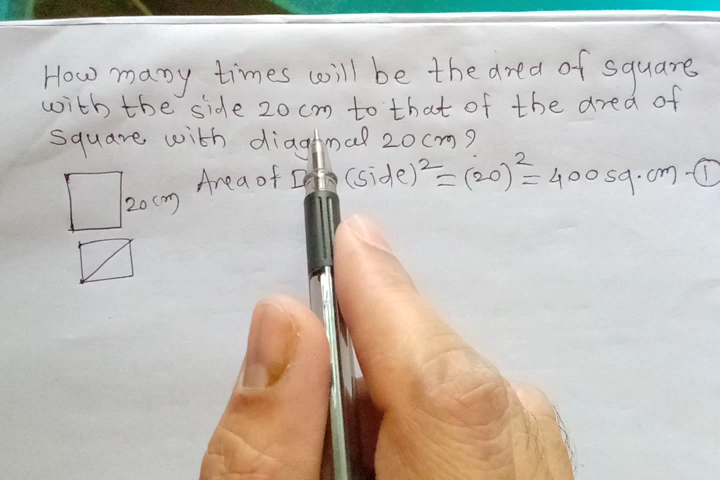 How many times will be the area of square
with the side 20 cm to that of the area of
square with diagonal 20 cm?
Area of (side)² = (20)² = 400 sq. cm - ①
20 cm